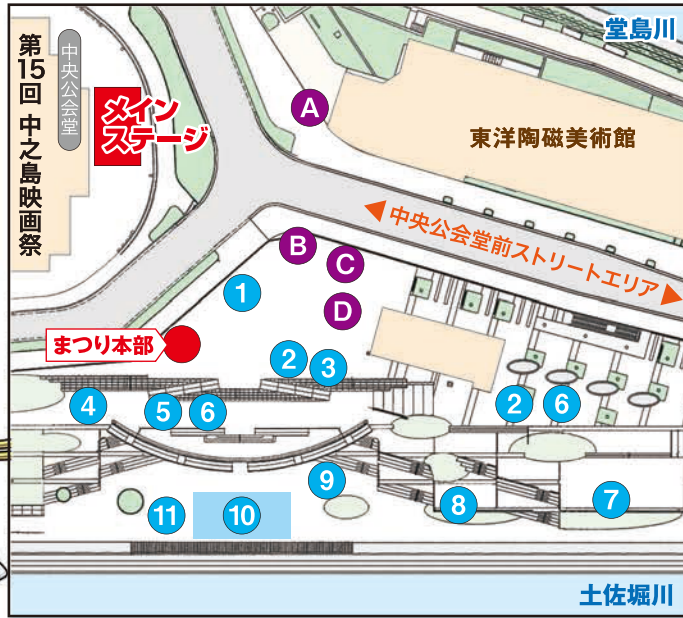 堂島川
第15回 中之島映画祭
中央公会堂
メイン
ステージ
A
東洋陶磁美術館
中央公会堂前ストリートエリア
B
C
1
D
まつり本部
2
3
4
5
6
2
6
9
8
7
11
10
土佐堀川